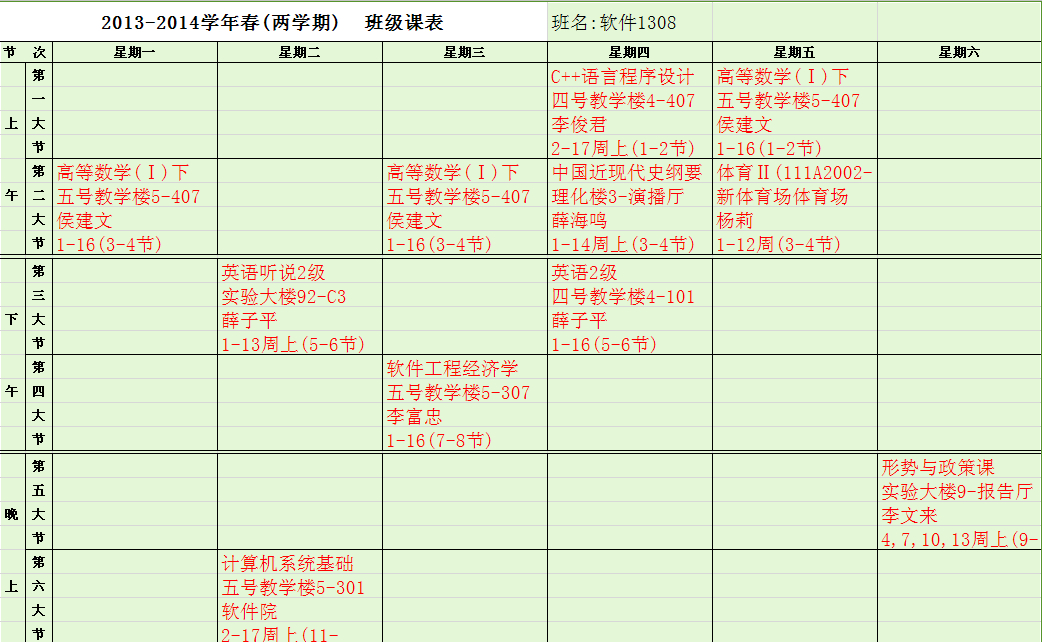 2013-2014学年春(两学期) 班级课表 班名:软件1308
节 次 星期一 星期二 星期三 星期四 星期五 星期六
上午
第一大节
C++语言程序设计
四号教学楼4-407
李俊君
2-17周上(1-2节)
高等数学(Ⅰ)下
五号教学楼5-407
侯建文
1-16(1-2节)
第二大节
高等数学(Ⅰ)下
五号教学楼5-407
侯建文
1-16(3-4节)
高等数学(Ⅰ)下
五号教学楼5-407
侯建文
1-16(3-4节)
中国近现代史纲要
理化楼3-演播厅
薛海鸣
1-14周上(3-4节)
体育Ⅱ(111A2002-
新体育场体育场
杨莉
1-12周(3-4节)
下午
第三大节
英语听说2级
实验大楼92-C3
薛子平
1-13周上(5-6节)
英语2级
四号教学楼4-101
薛子平
1-16(5-6节)
第四大节
软件工程经济学
五号教学楼5-307
李富忠
1-16(7-8节)
晚上
第五大节
形势与政策课
实验大楼9-报告厅
李文来
4,7,10,13周上(9-
第六大节
计算机系统基础
五号教学楼5-301
软件院
2-17周上(11-